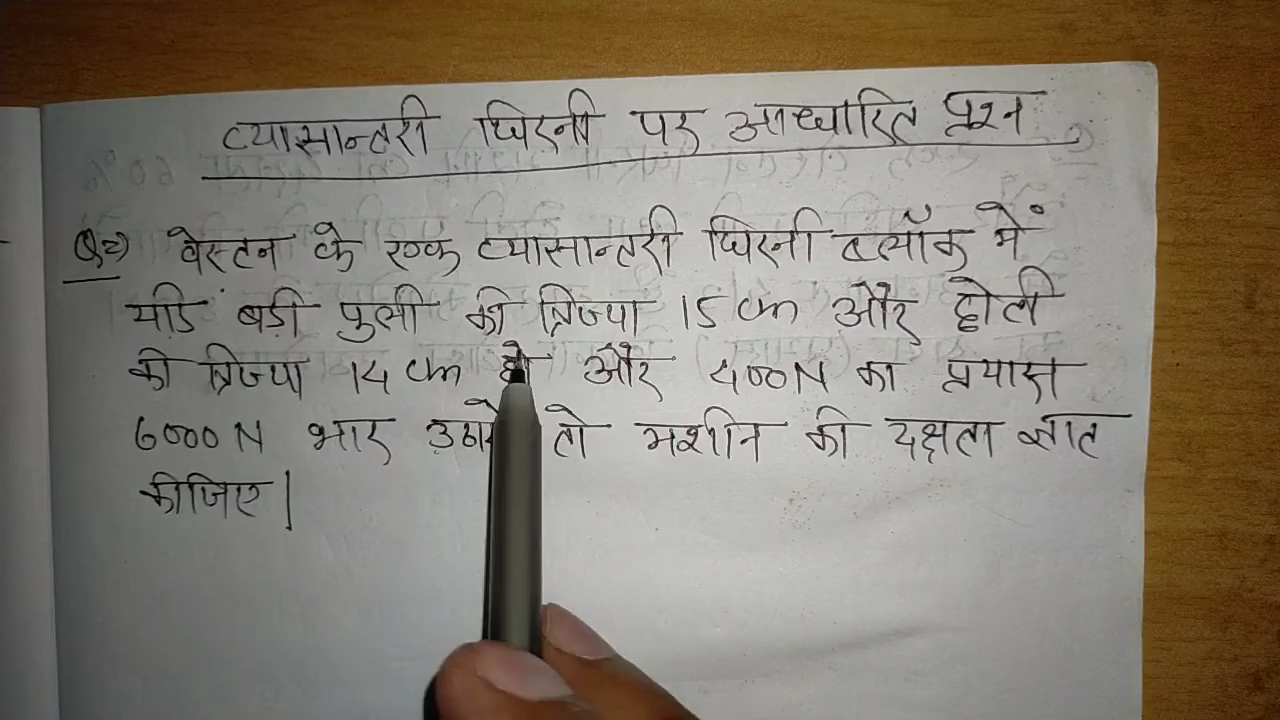 व्यासान्तरी घिरनी पर आधारित प्रश्न
Q⇒ वेस्टन के एक व्यासान्तरी घिरनी ब्लॉक में
यदि बड़ी पुली की त्रिज्या 15 cm और छोटी
की त्रिज्या 14 cm हो और 400N का प्रयास
6000 N भार उठाये तो मशीन की दक्षता ज्ञात
कीजिए |